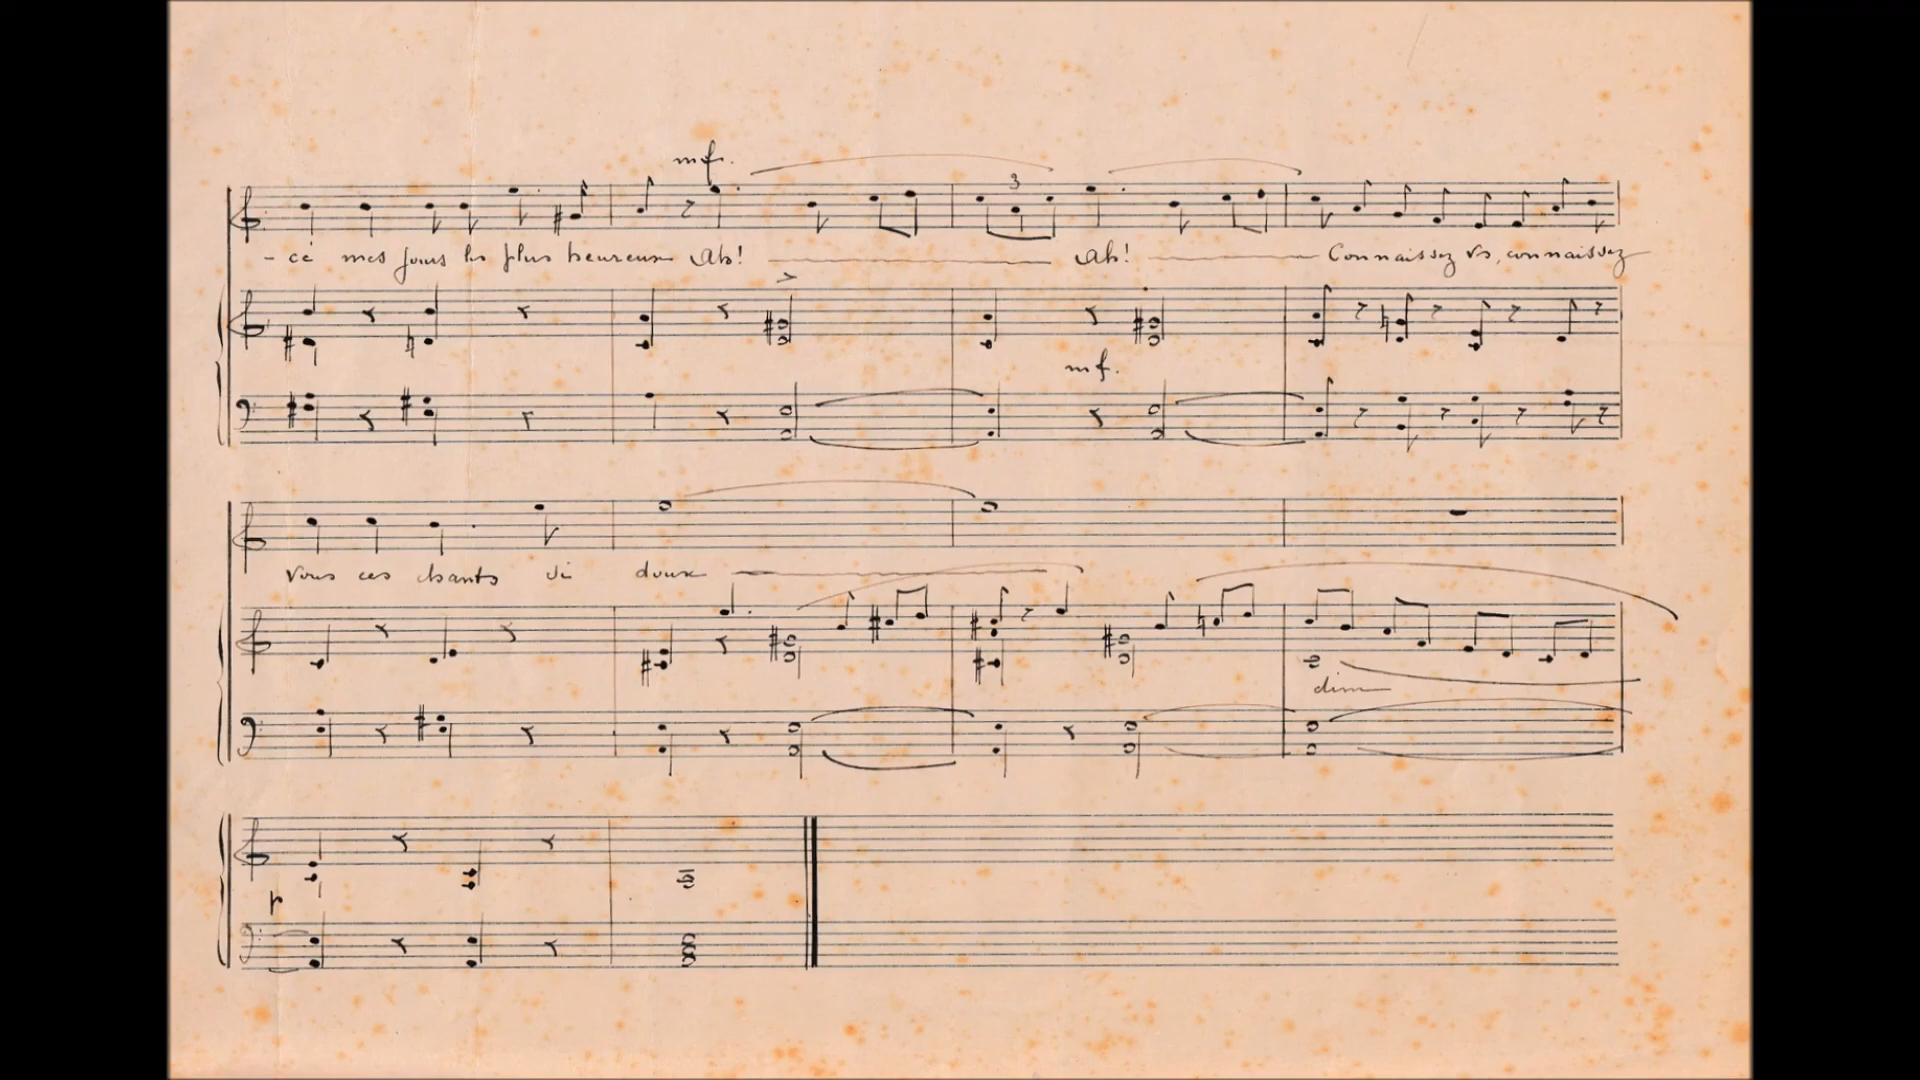 mf.
3
- cé mes jours les plus heureux Ah! Ah! Connaissez vs, connaissez
mf.
vous ces chants si doux
dim
p